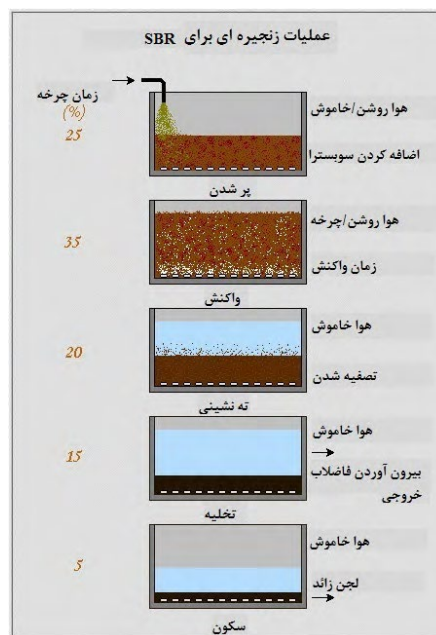 عملیات زنجیره ای برای SBR
زمان چرخه
(%)
هوا روشن/خاموش
25
اضافه کردن سوبسترا
پر شدن
هوا روشن/چرخه
35
زمان واکنش
واکنش
هوا خاموش
20
تصفیه شدن
ته نشینی
هوا خاموش
15
بیرون آوردن فاضلاب
خروجی
تخلیه
هوا خاموش
5
لجن زائد
سکون